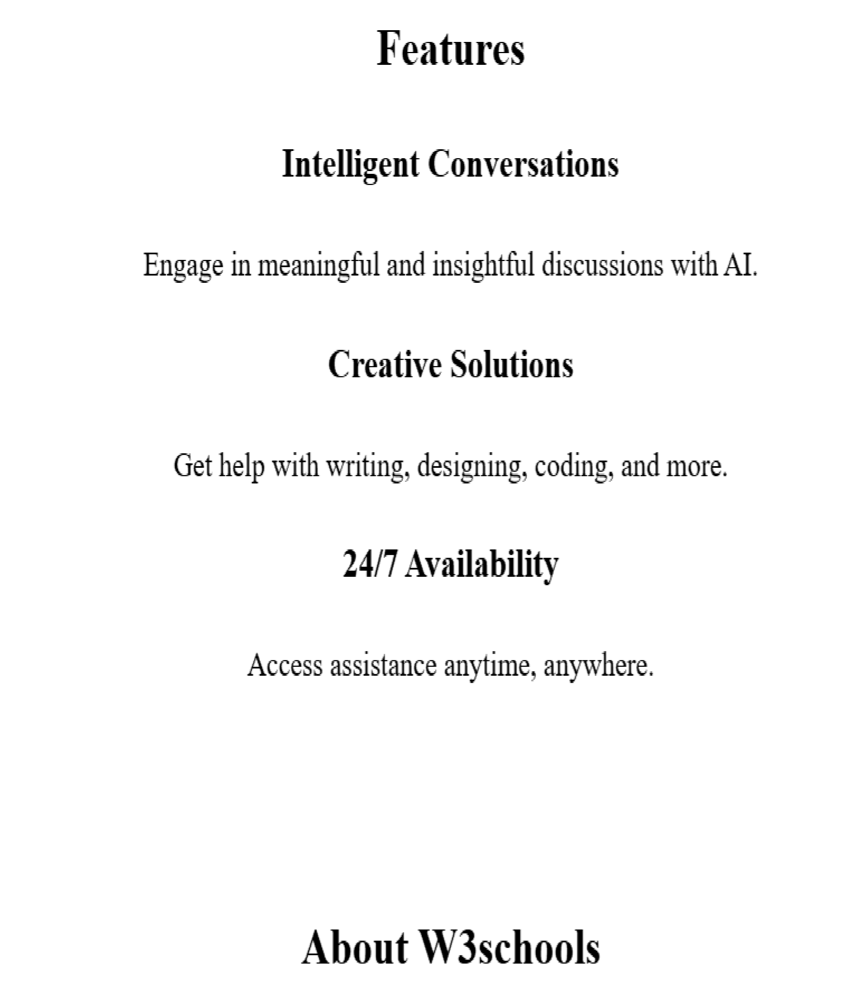 Features
Intelligent Conversations
Engage in meaningful and insightful discussions with AI.
Creative Solutions
Get help with writing, designing, coding, and more.
24/7 Availability
Access assistance anytime, anywhere.
About W3schools